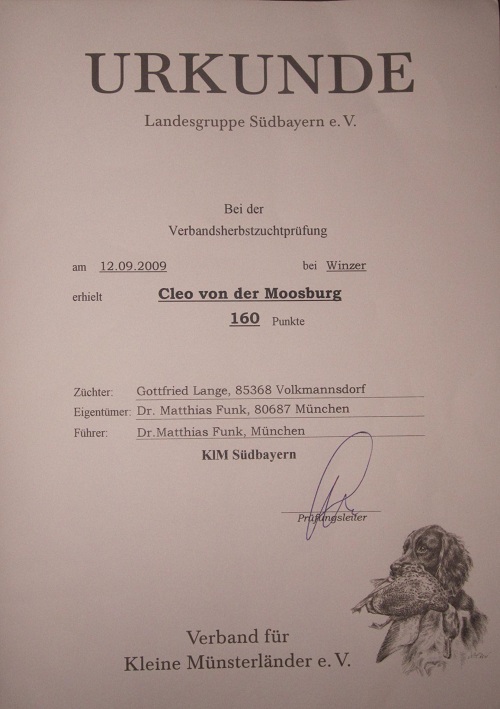 URKUNDE
Landesgruppe Südbayern e. V.
Bei der
Verbandsherbstzuchtprüfung
am 12.09.2009 bei Winzer
erhielt Cleo von der Moosburg
160 Punkte
Züchter: Gottfried Lange, 85368 Volkmannsdorf
Eigentümer: Dr. Matthias Funk, 80687 München
Führer: Dr.Matthias Funk, München
KlM Südbayern
Prüfungsleiter
Verband für
Kleine Münsterländer e. V.